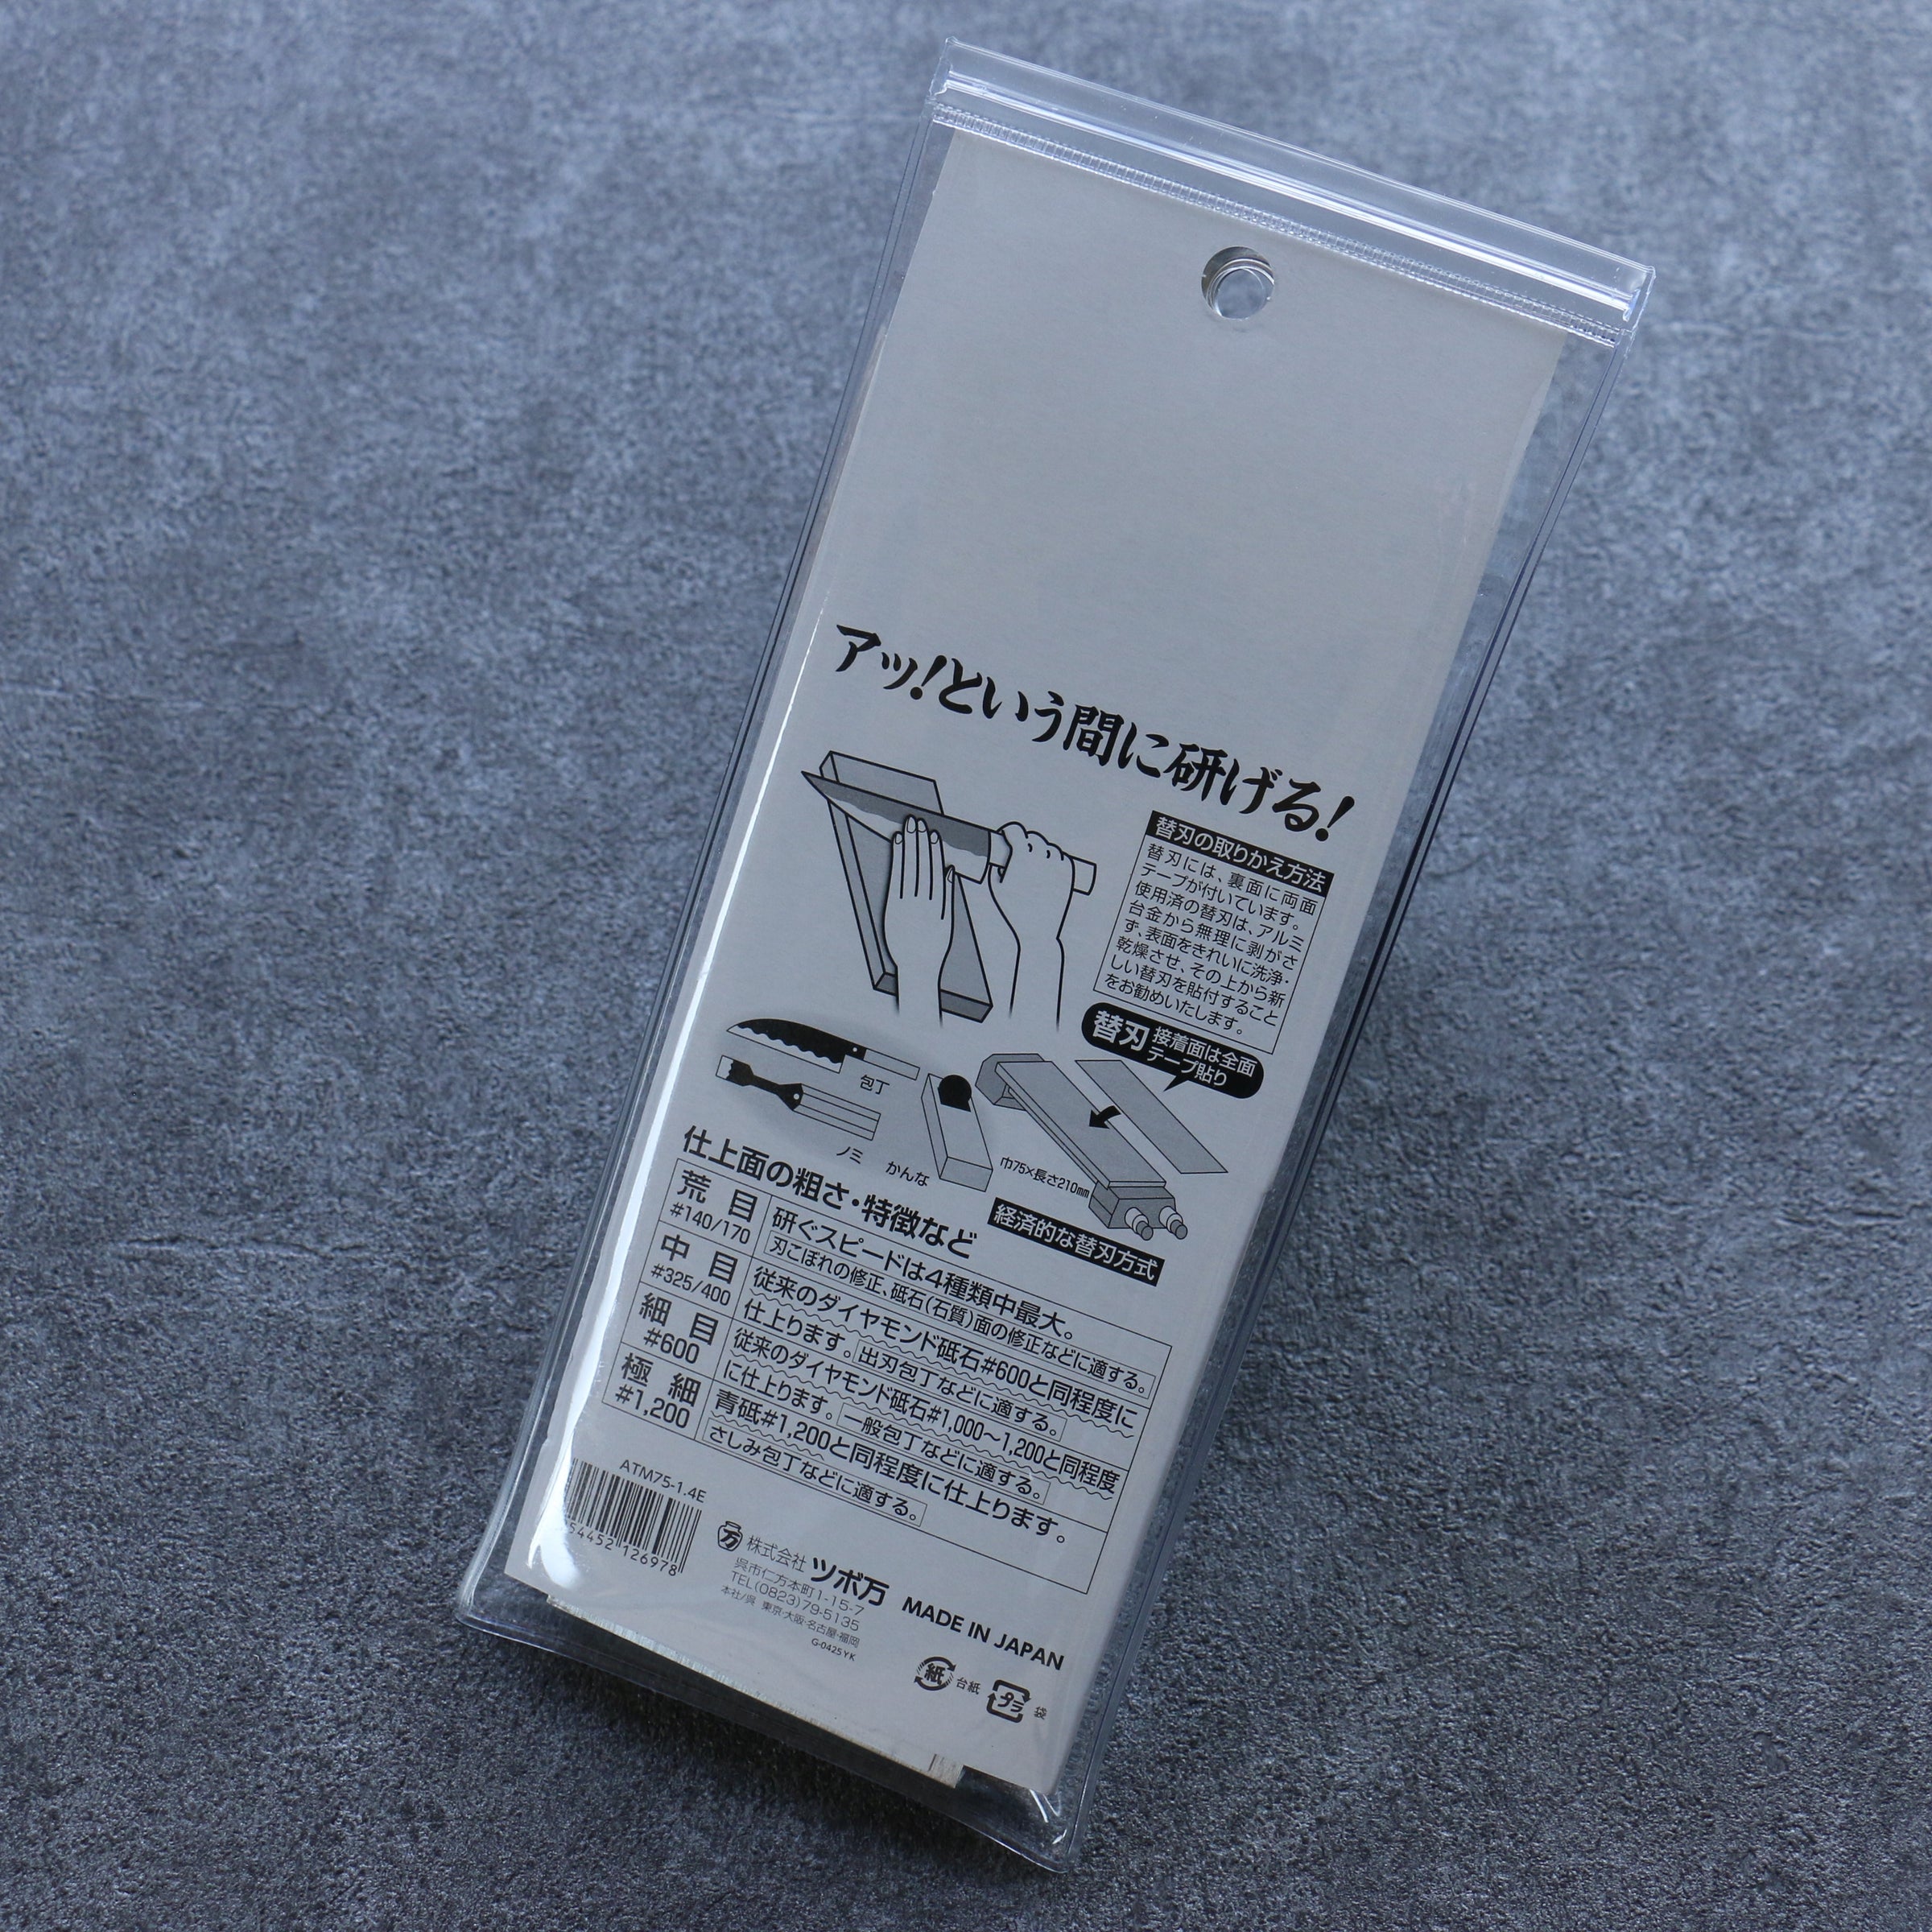 アッ!という間に研げる!
替刃の取りかえ方法
替刃には、裏面に両面
テープが付いています。
使用済の替刃は、アルミ
台金から無理に剥がさ
ず、表面をきれいに洗浄・
乾燥させ、その上から新
しい替刃を貼付すること
をお勧めいたします。
替刃 接着面は全面
テープ貼り
包丁
ノミ
かんな
巾75×長さ210㎜
経済的な替刃方式
仕上面の粗さ・特徴など
荒目
#140/170
研ぐスピードは4種類中最大。
刃こぼれの修正、砥石(石質)面の修正などに適する。
中目
#325/400
従来のダイヤモンド砥石#600と同程度に
仕上ります。出刃包丁などに適する。
細目
#600
従来のダイヤモンド砥石#1,000〜1,200と同程度
に仕上ります。一般包丁などに適する。
極細
#1,200
青砥#1,200と同程度に仕上ります。
さしみ包丁などに適する。
ATM75-1.4E
54452 126978
万 株式会社 ツボ万
呉市仁方本町1-15-7
TEL(0823)79-5135
本社/呉 東京・大阪・名古屋・福岡
G-0425YK
MADE IN JAPAN
紙 台紙
プラ 袋